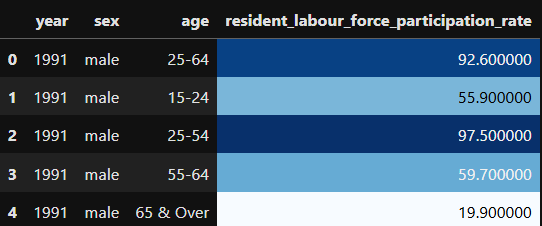 year sex age resident_labour_force_participation_rate
0 1991 male 25-64 92.600000
1 1991 male 15-24 55.900000
2 1991 male 25-54 97.500000
3 1991 male 55-64 59.700000
4 1991 male 65 & Over 19.900000